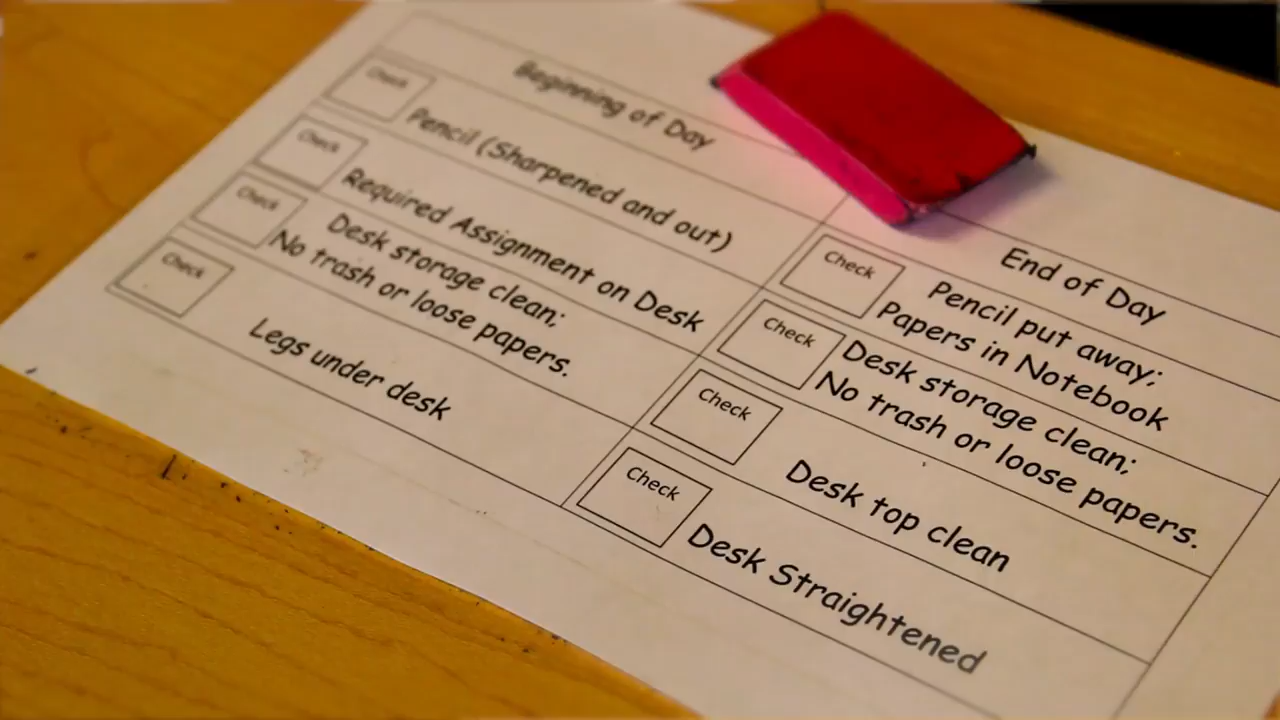 Beginning of Day
Check
Pencil (Sharpened and out)
Check
Required Assignment on Desk
Check
Desk storage clean;
No trash or loose papers.
Check
Legs under desk
End of Day
Check
Pencil put away;
Papers in Notebook
Check
Desk storage clean;
No trash or loose papers.
Check
Desk top clean
Check
Desk Straightened